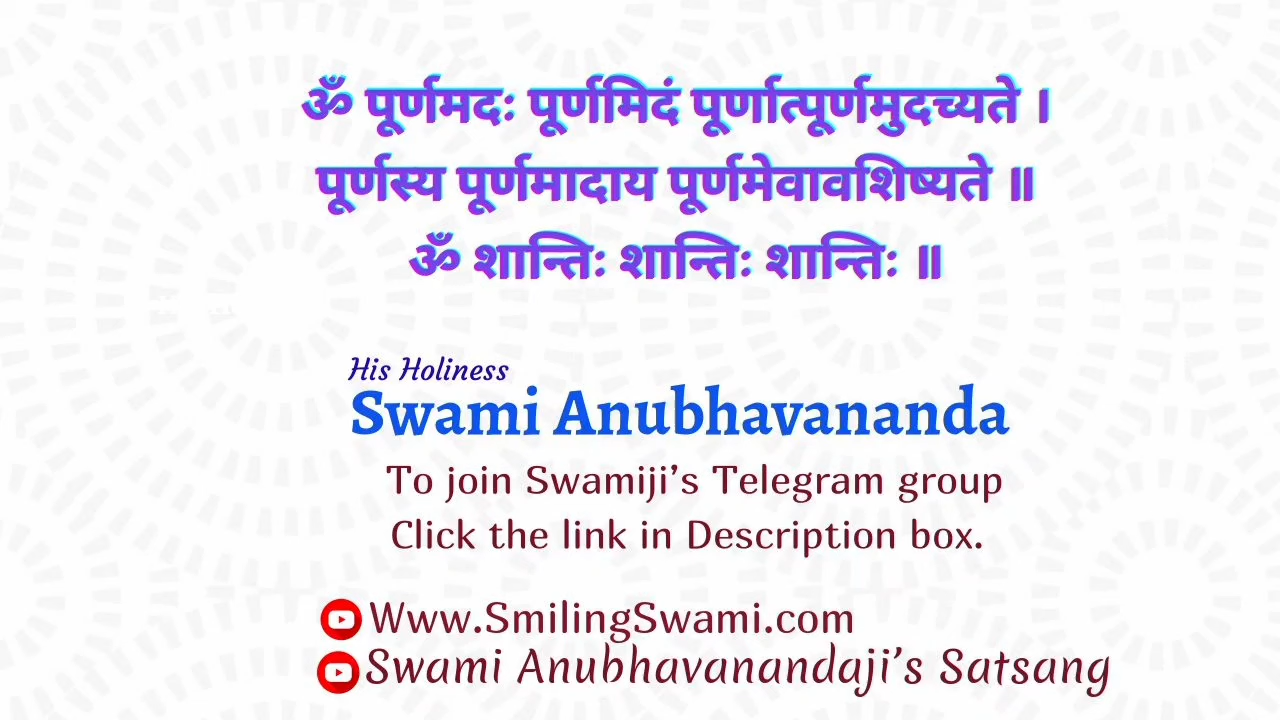 ॐ पूर्णमदः पूर्णमिदं पूर्णात्पूर्णमुदच्यते ।
पूर्णस्य पूर्णमादाय पूर्णमेवावशिष्यते ॥
ॐ शान्तिः शान्तिः शान्तिः ॥
His Holiness
Swami Anubhavananda
To join Swamiji’s Telegram group
Click the link in Description box.
Www.SmilingSwami.com
Swami Anubhavanandaji’s Satsang